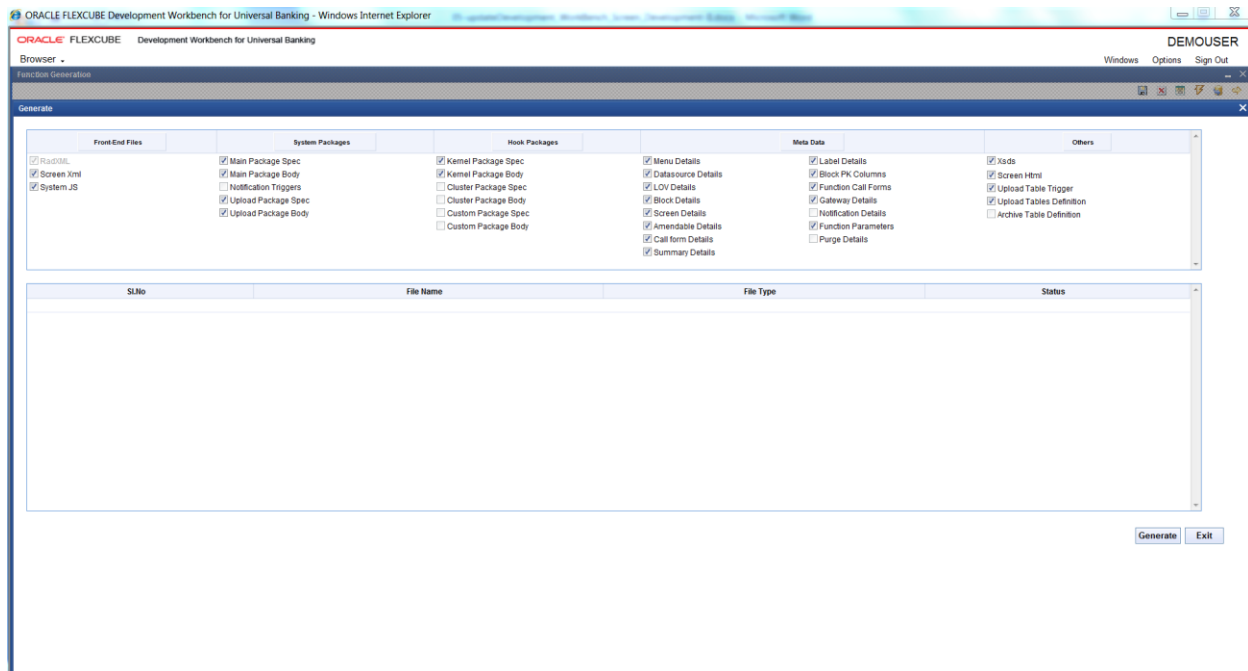 ORACLE FLEXCUBE Development Workbench for Universal Banking - Windows Internet Explorer
ORACLE FLEXCUBE Development Workbench for Universal Banking
DEMOUSER
Browser
Windows Options Sign Out
Function Generation
Generate
Front-End Files System Packages Hook Packages Meta Data Others
RadXML Main Package Spec Kernel Package Spec Menu Details Label Details Xsds
Screen Xml Main Package Body Kernel Package Body Datasource Details Block PK Columns Screen Html
System JS Notification Triggers Cluster Package Spec LOV Details Function Call Forms Upload Table Trigger
Upload Package Spec Cluster Package Body Block Details Gateway Details Upload Tables Definition
Upload Package Body Custom Package Spec Screen Details Notification Details Archive Table Definition
Custom Package Body Amendable Details Function Parameters
Call form Details Purge Details
Summary Details
Sl.No File Name File Type Status
Generate Exit